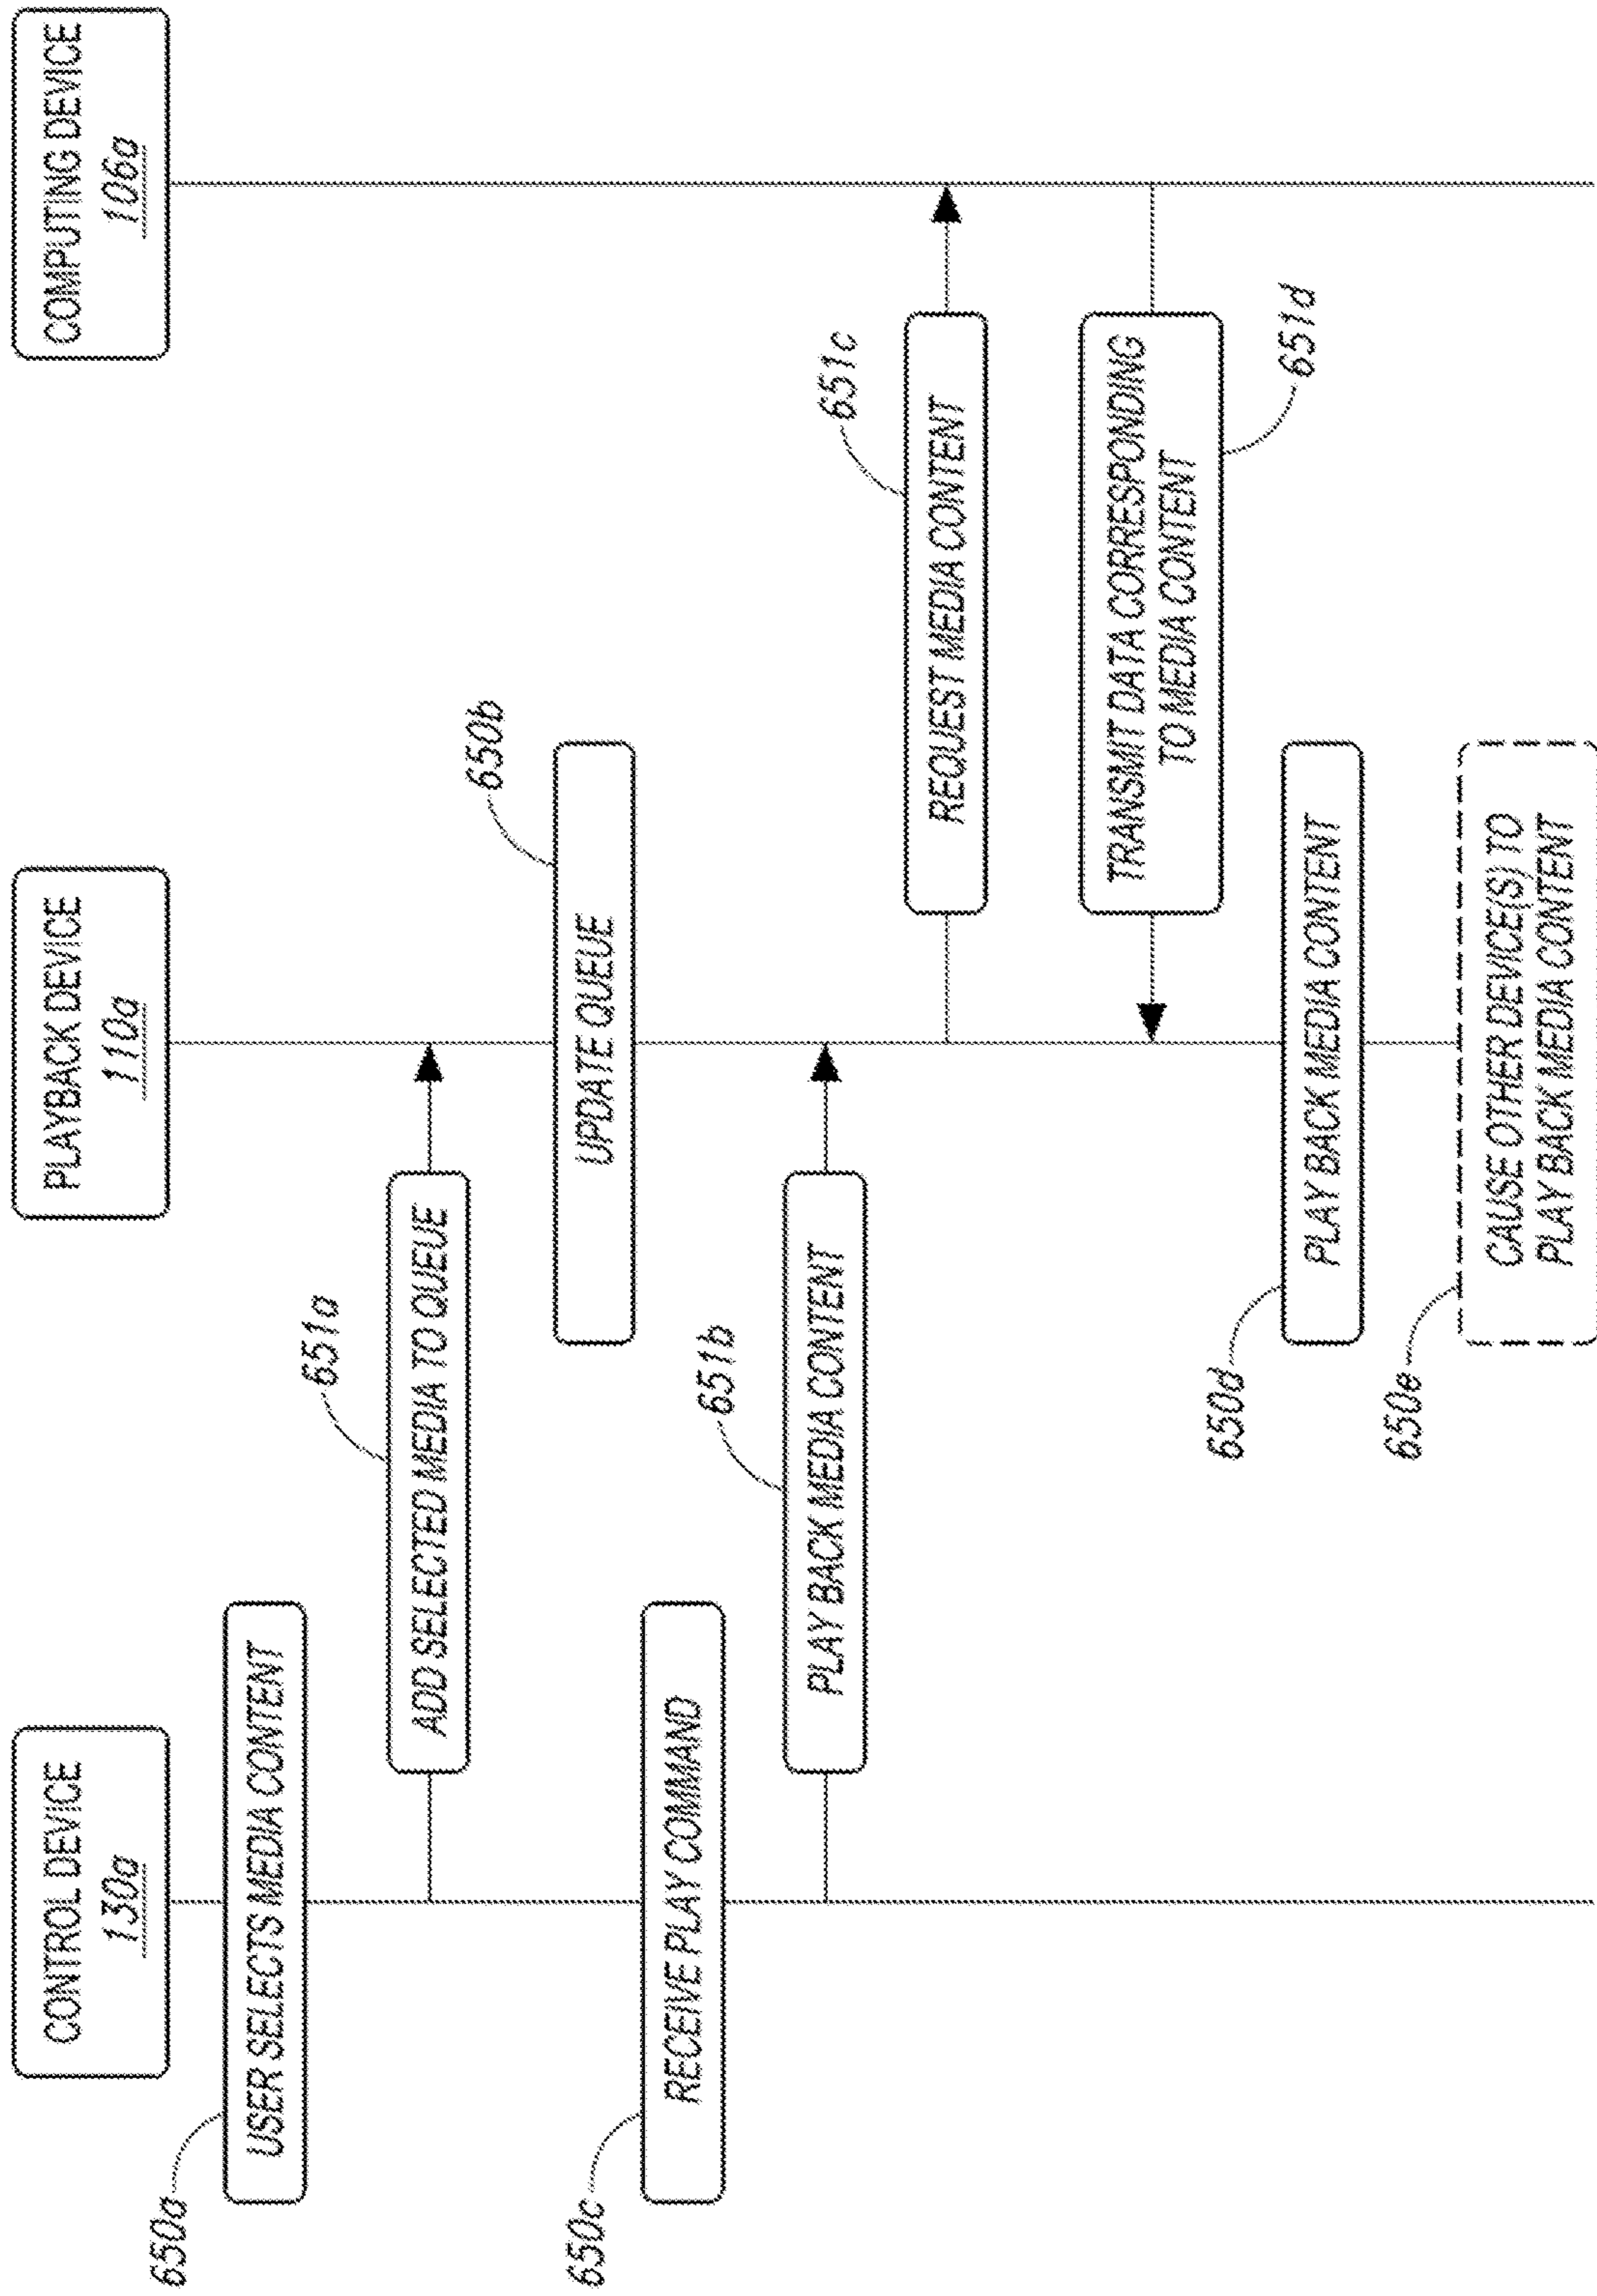 CONTROL DEVICE
130a
PLAYBACK DEVICE
110a
COMPUTING DEVICE
106a
650a
USER SELECTS MEDIA CONTENT
651a
ADD SELECTED MEDIA TO QUEUE
650b
UPDATE QUEUE
650c
RECEIVE PLAY COMMAND
651b
PLAY BACK MEDIA CONTENT
651c
REQUEST MEDIA CONTENT
TRANSMIT DATA CORRESPONDING
TO MEDIA CONTENT
651d
650d
PLAY BACK MEDIA CONTENT
650e
CAUSE OTHER DEVICE(S) TO
PLAY BACK MEDIA CONTENT